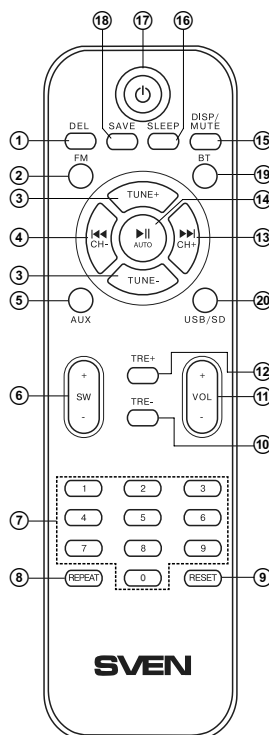 17
18
16
DEL
SAVE
SLEEP
DISP/
MUTE
1
15
FM
BT
2
19
3
TUNE+
14
4
CH-
AUTO
CH+
13
3
TUNE-
5
20
AUX
USB/SD
TRE+
12
6
+
SW
-
+
VOL
-
11
TRE-
10
1 2 3
7
4 5 6
7 8 9
8
REPEAT
0
RESET
9
SVEN